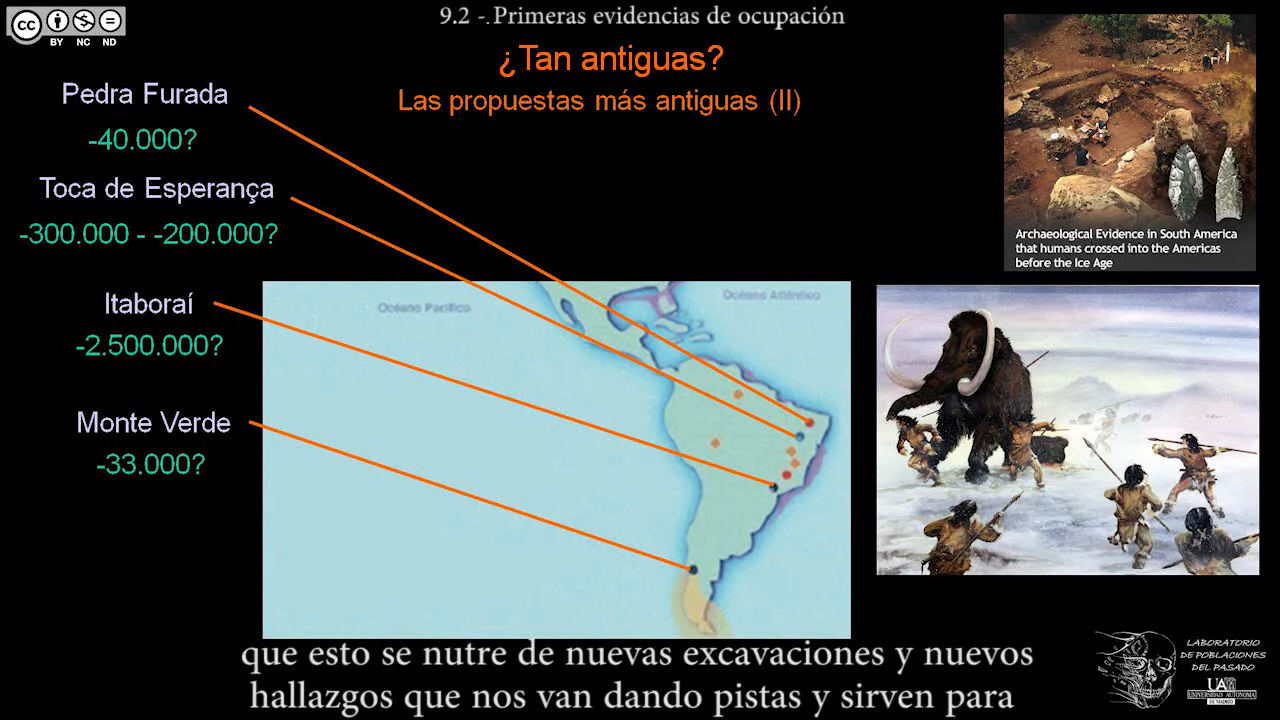 cc
BY NC ND
9.2 -. Primeras evidencias de ocupación
¿Tan antiguas?
Las propuestas más antiguas (II)
Pedra Furada
-40.000?
Toca de Esperança
-300.000 - -200.000?
Itaboraí
-2.500.000?
Monte Verde
-33.000?
Océano Pacífico
Océano Atlántico
Archaeological Evidence in South America
that humans crossed into the Americas
before the Ice Age
que esto se nutre de nuevas excavaciones y nuevos
hallazgos que nos van dando pistas y sirven para
LABORATORIO
DE POBLACIONES
DEL PASADO
UAM
UNIVERSIDAD AUTONOMA
DE MADRID